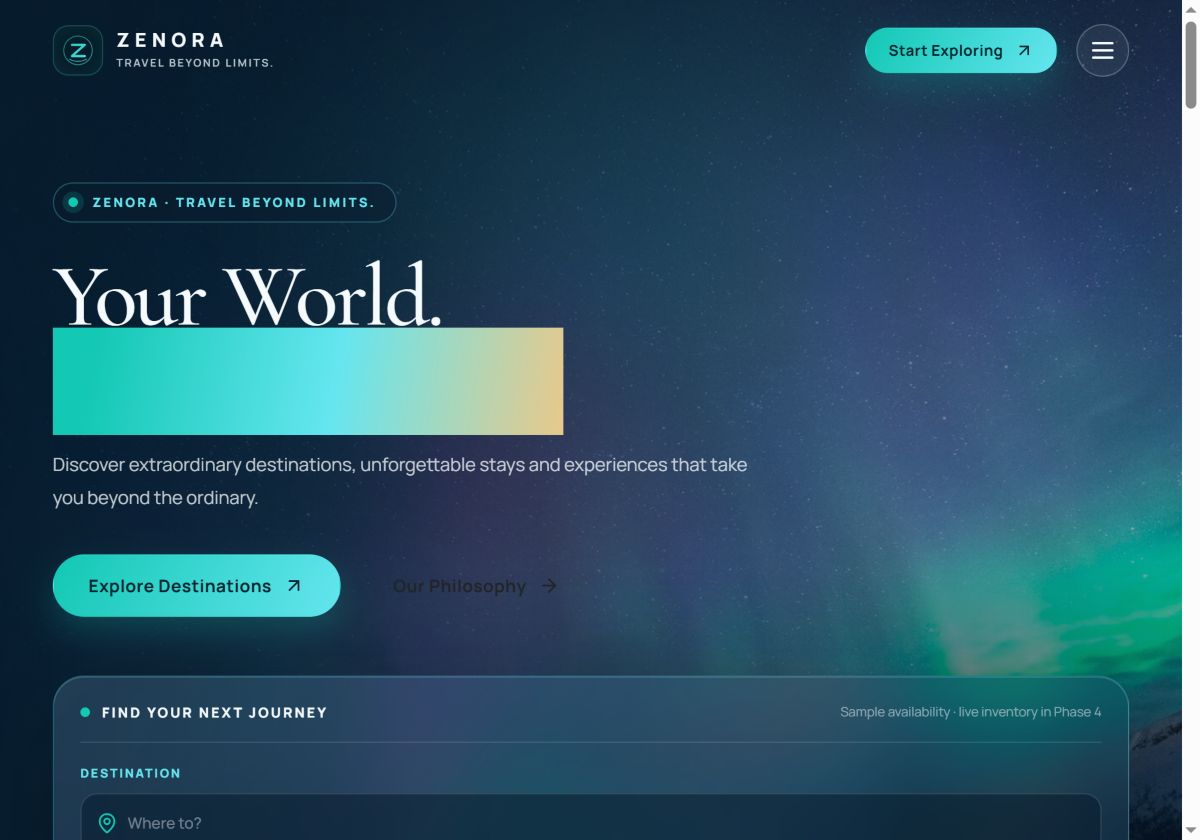 ZENORA
TRAVEL BEYOND LIMITS.
Start Exploring
ZENORA · TRAVEL BEYOND LIMITS.
Your World.
Discover extraordinary destinations, unforgettable stays and experiences that take
you beyond the ordinary.
Explore Destinations
Our Philosophy
FIND YOUR NEXT JOURNEY
Sample availability · live inventory in Phase 4
DESTINATION
Where to?